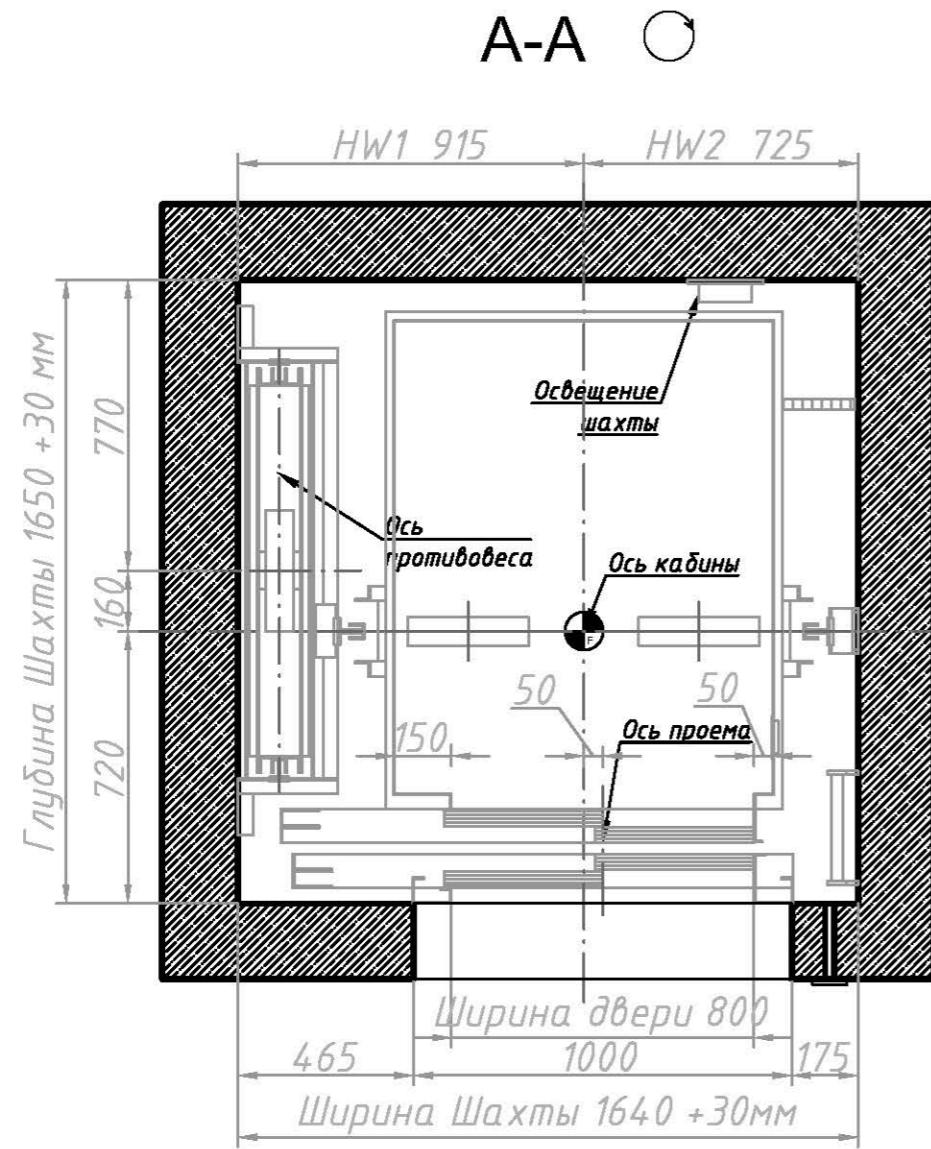 А-А
HW1 915
HW2 725
Глубина Шахты 1650 +30 мм
770
160
720
Освещение
шахты
Ось
противовеса
Ось кабины
F
50
50
150
Ось проема
Ширина двери 800
465
1000
175
Ширина Шахты 1640 +30мм